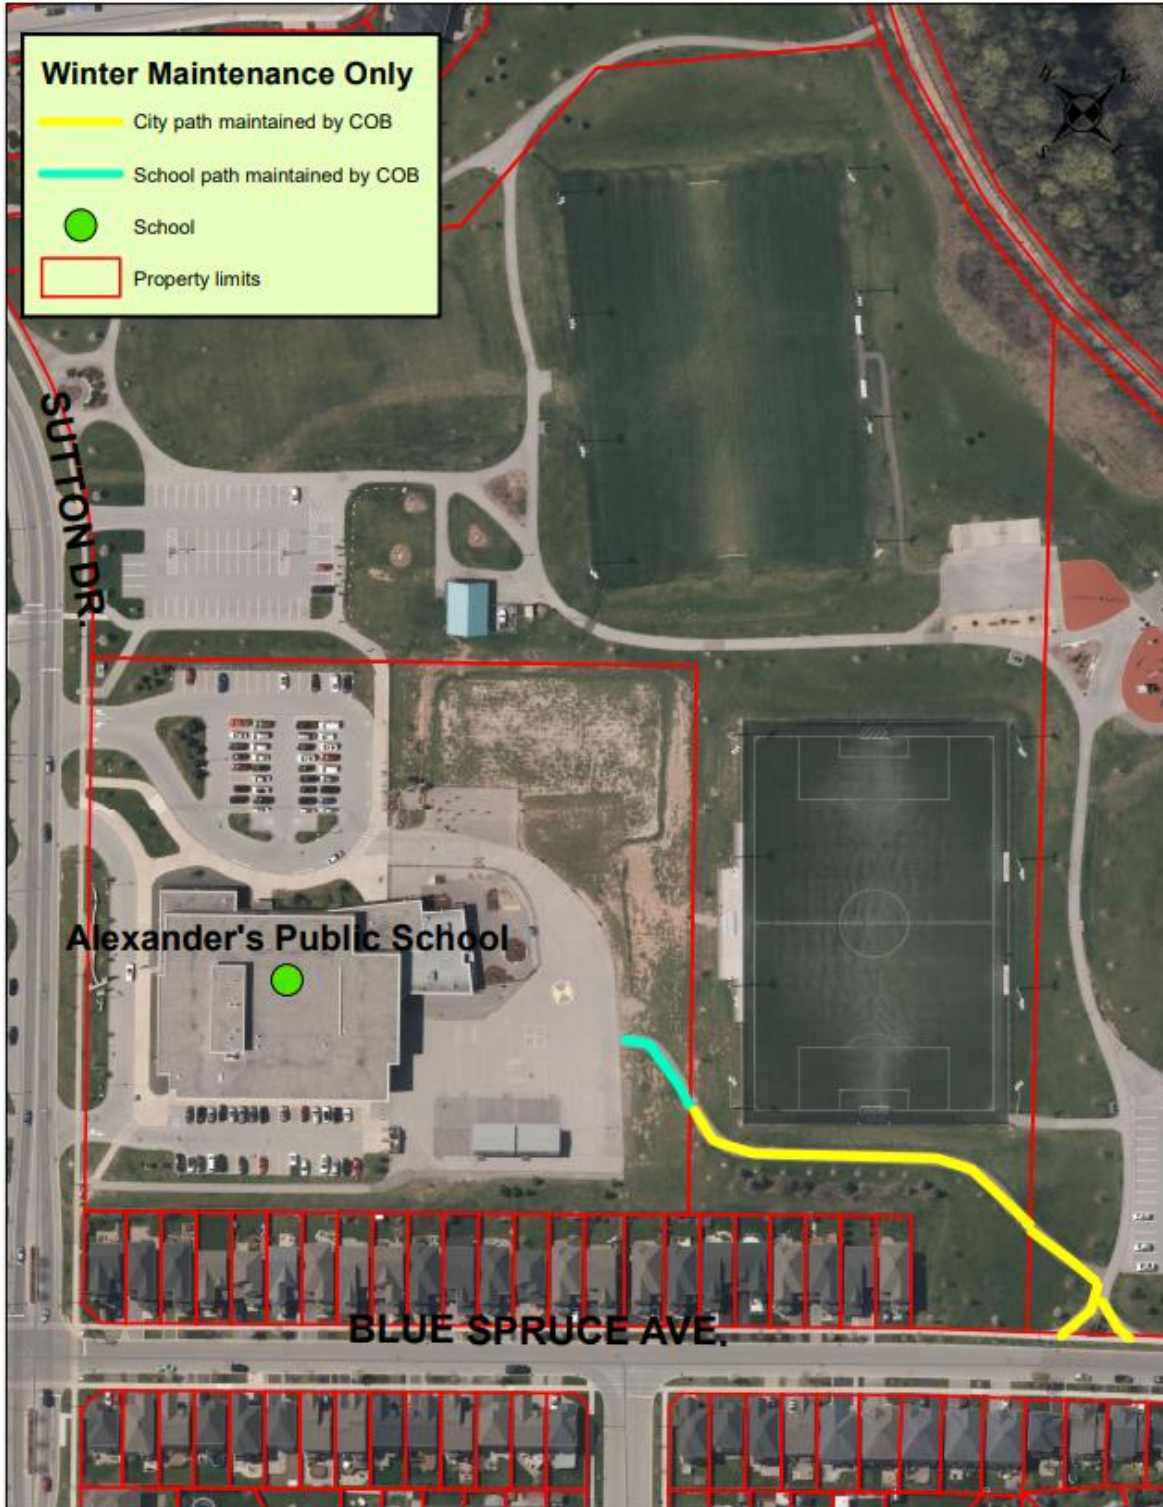 Winter Maintenance Only
City path maintained by COB
School path maintained by COB
School
Property limits
SUTTON DR.
Alexander's Public School
BLUE SPRUCE AVE.